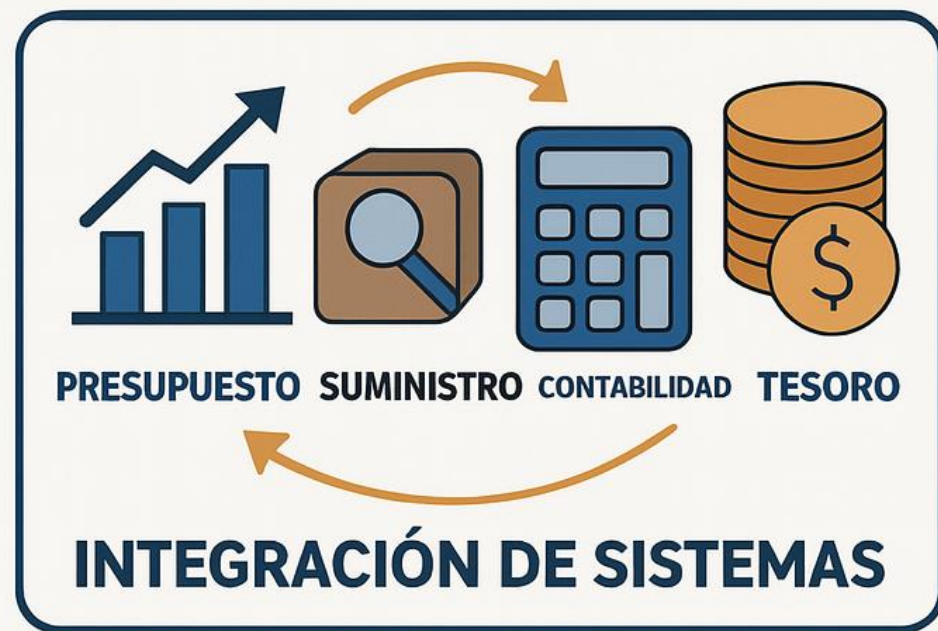 $
PRESUPUESTO SUMINISTRO CONTABILIDAD TESORO
INTEGRACIÓN DE SISTEMAS